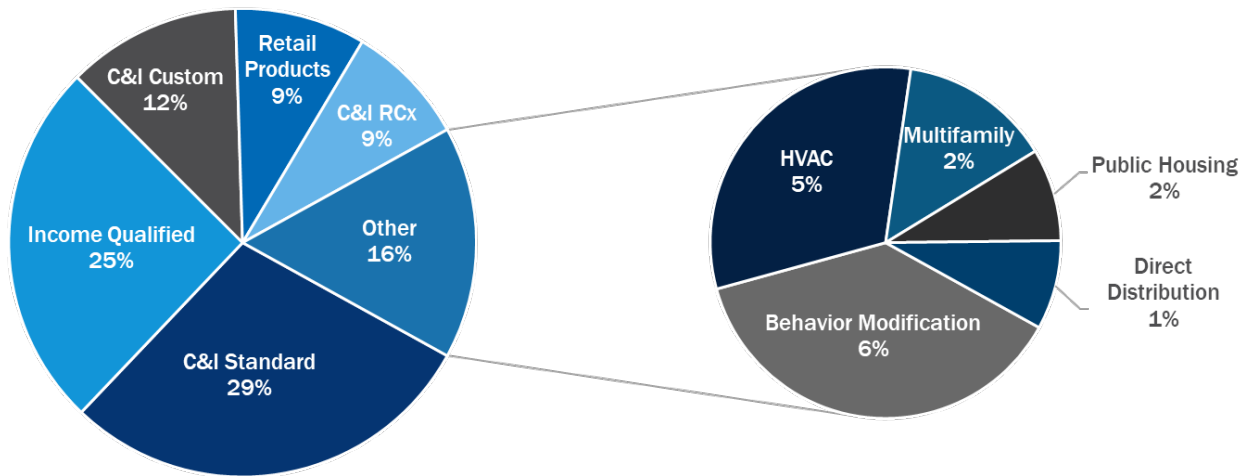 Retail
Products
9%
C&I Custom
12%
C&I RCx
9%
Income Qualified
25%
Other
16%
C&I Standard
29%
HVAC
5%
Multifamily
2%
Public Housing
2%
Direct
Distribution
1%
Behavior Modification
6%